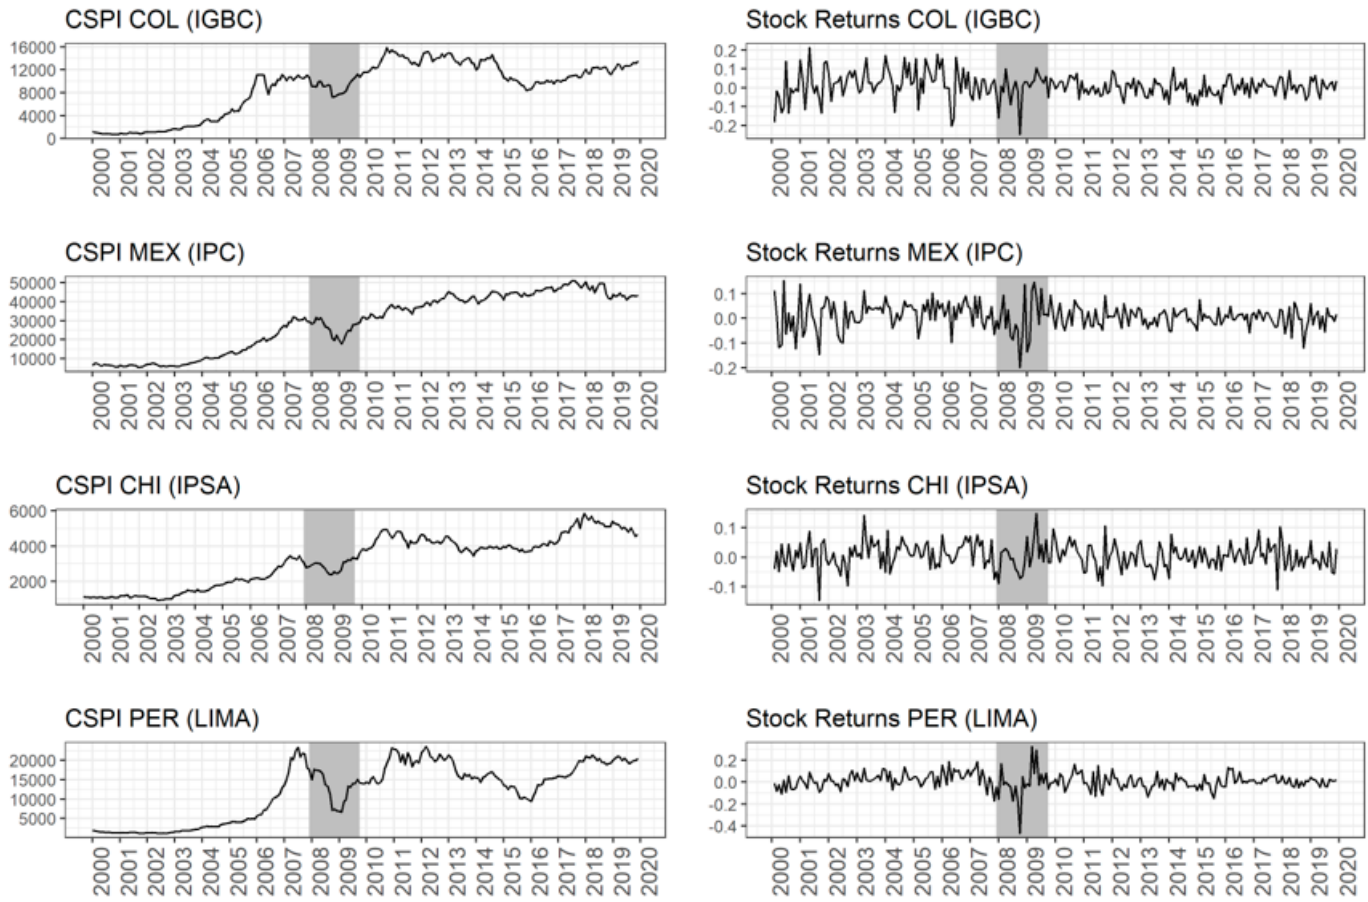 CSPI COL (IGBC)
16000
12000
8000
4000
0
2000 2001 2002 2003 2004 2005 2006 2007 2008 2009 2010 2011 2012 2013 2014 2015 2016 2017 2018 2019 2020
Stock Returns COL (IGBC)
0.2
0.1
0.0
-0.1
-0.2
2000 2001 2002 2003 2004 2005 2006 2007 2008 2009 2010 2011 2012 2013 2014 2015 2016 2017 2018 2019 2020
CSPI MEX (IPC)
50000
40000
30000
20000
10000
2000 2001 2002 2003 2004 2005 2006 2007 2008 2009 2010 2011 2012 2013 2014 2015 2016 2017 2018 2019 2020
Stock Returns MEX (IPC)
0.1
0.0
-0.1
-0.2
2000 2001 2002 2003 2004 2005 2006 2007 2008 2009 2010 2011 2012 2013 2014 2015 2016 2017 2018 2019 2020
CSPI CHI (IPSA)
6000
4000
2000
2000 2001 2002 2003 2004 2005 2006 2007 2008 2009 2010 2011 2012 2013 2014 2015 2016 2017 2018 2019 2020
Stock Returns CHI (IPSA)
0.1
0.0
-0.1
2000 2001 2002 2003 2004 2005 2006 2007 2008 2009 2010 2011 2012 2013 2014 2015 2016 2017 2018 2019 2020
CSPI PER (LIMA)
20000
15000
10000
5000
2000 2001 2002 2003 2004 2005 2006 2007 2008 2009 2010 2011 2012 2013 2014 2015 2016 2017 2018 2019 2020
Stock Returns PER (LIMA)
0.2
0.0
-0.2
-0.4
2000 2001 2002 2003 2004 2005 2006 2007 2008 2009 2010 2011 2012 2013 2014 2015 2016 2017 2018 2019 2020